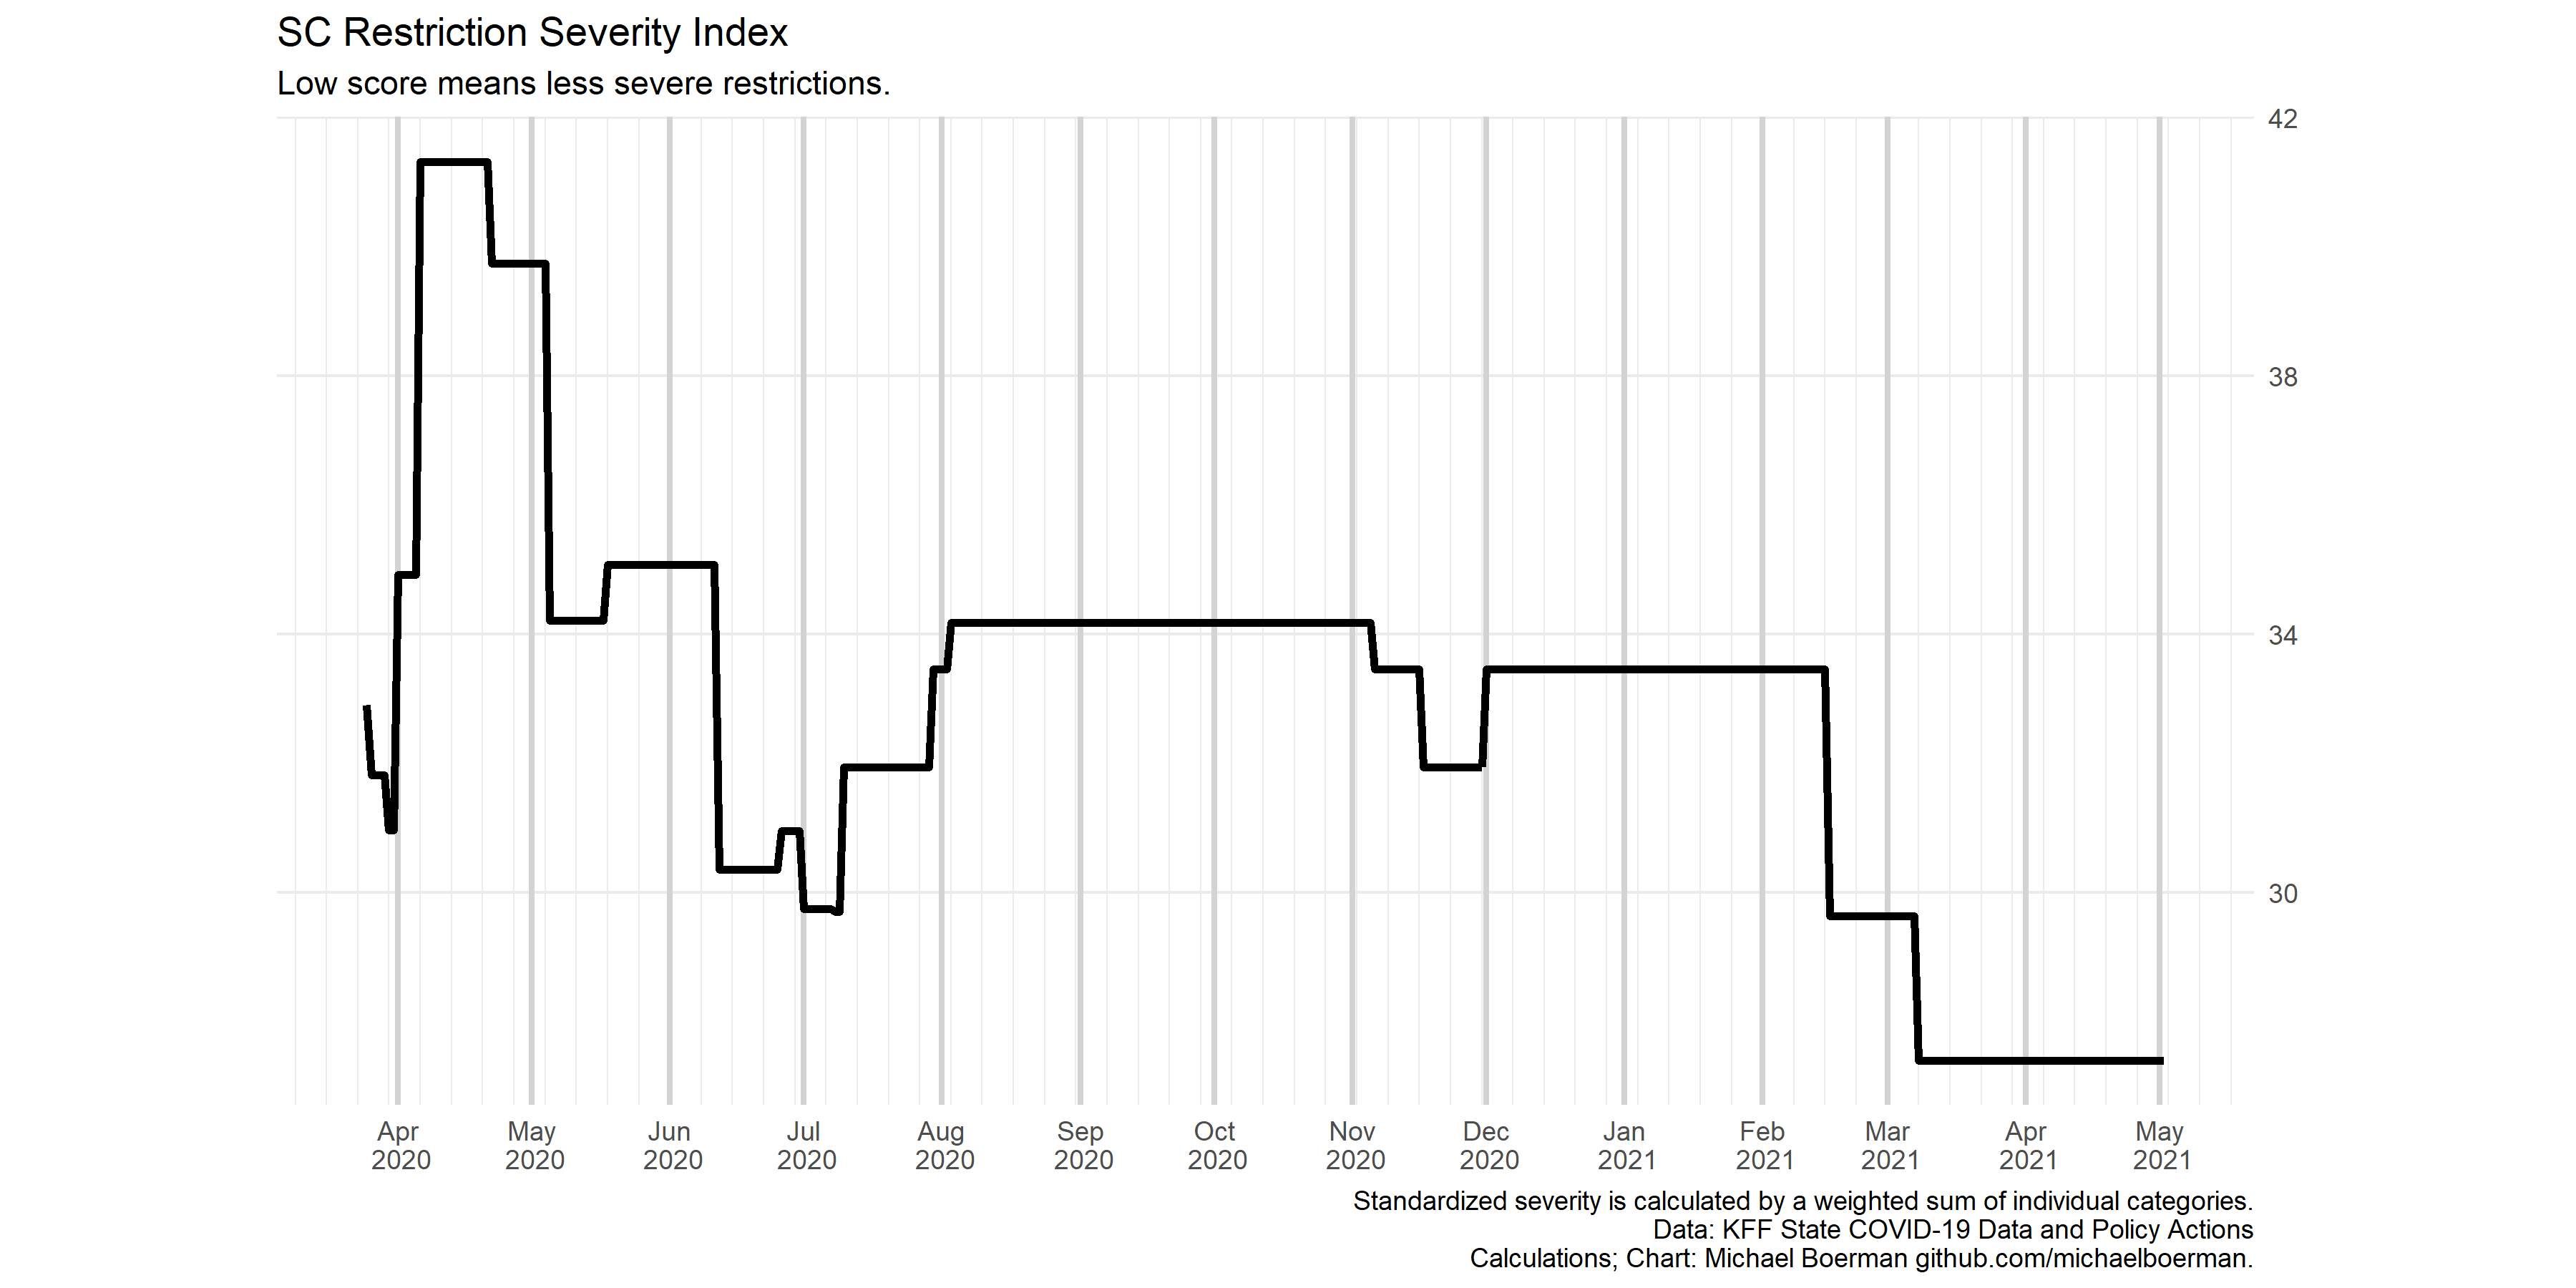 SC Restriction Severity Index
Low score means less severe restrictions.
42
38
34
30
Apr May Jun Jul Aug Sep Oct Nov Dec Jan Feb Mar Apr May
2020 2020 2020 2020 2020 2020 2020 2020 2020 2021 2021 2021 2021 2021
Standardized severity is calculated by a weighted sum of individual categories.
Data: KFF State COVID-19 Data and Policy Actions
Calculations; Chart: Michael Boerman github.com/michaelboerman.